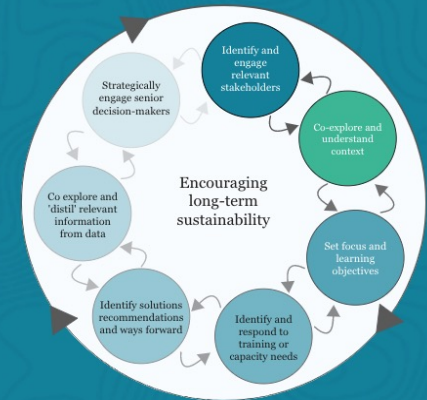 Identify and
engage
relevant
stakeholders
Co-explore and
understand
context
Set focus and
learning
objectives
Identify and
respond to
training or
capacity needs
Identify solutions
recommendations
and ways forward
Co explore and
'distil' relevant
information
from data
Strategically
engage senior
decision-makers
Encouraging
long-term
sustainability